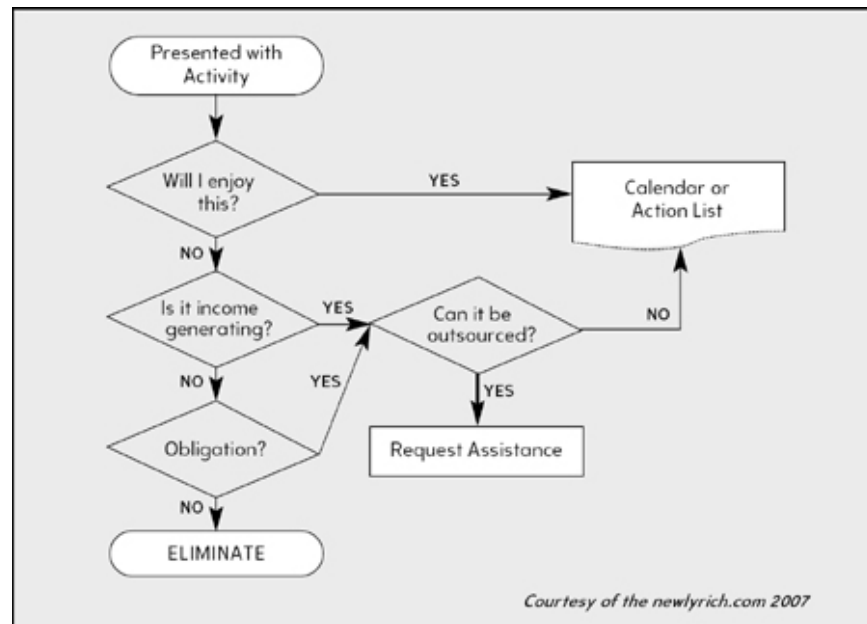 Presented with
Activity
Will I enjoy
this?
YES
Calendar or
Action List
NO
Is it income
generating?
YES
Can it be
outsourced?
NO
NO
YES
YES
Obligation?
Request Assistance
NO
ELIMINATE
Courtesy of the newlyrich.com 2007